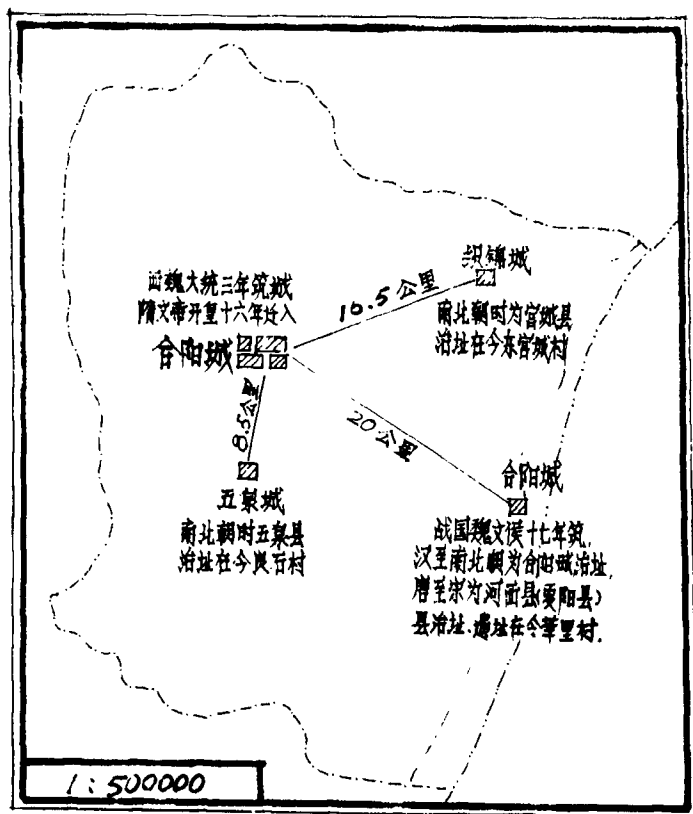 西魏大统三年筑城
隋文帝开皇十六年迁入
合阳城
织锦城
16.5公里
南北朝时为宫城县
治址在今东宫城村
8.5公里
20公里
五泉城
南北朝时五泉县
治址在今良石村
合阳城
战国魏文侯十七年筑,
汉至南北朝为合阳城治址,
唐至宋为河西县(夏阳县)
县治址、遗址在今莘里村.
1:500000